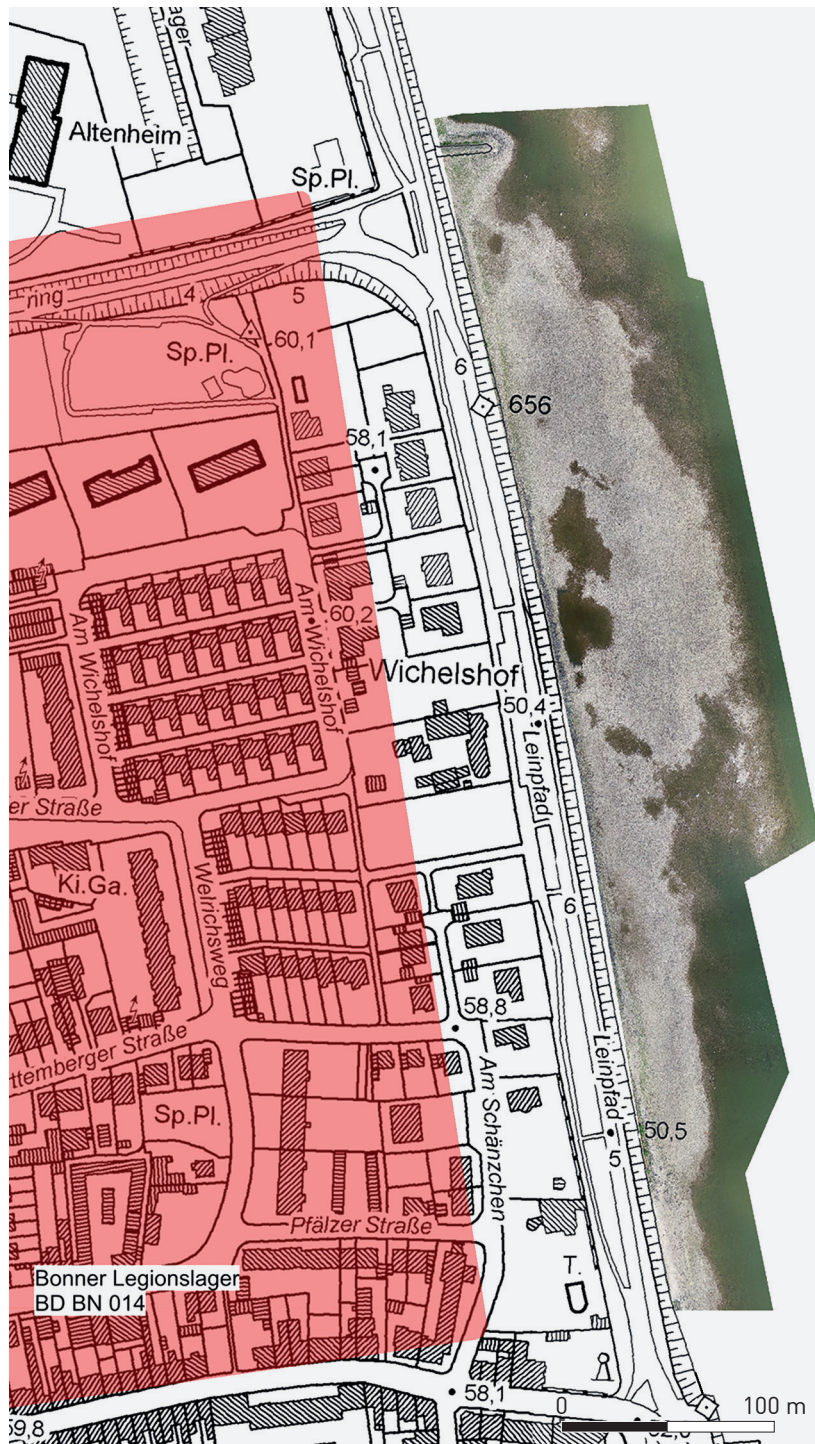 ager
Altenheim
Sp.Pl.
ring
4
5
60,1
Sp.Pl.
6
656
58,1
Am Wichelshof
Am Wichelshof
60,2
Wichelshof
50,4
Leinpfad
er Straße
Ki.Ga.
Welrichsweg
6
58,8
ttemberger Straße
Leinpfad
Am Schänzchen
Sp.Pl.
50,5
5
Pfälzer Straße
T.
Bonner Legionslager
BD BN 014
58,1
0
100 m
59,8